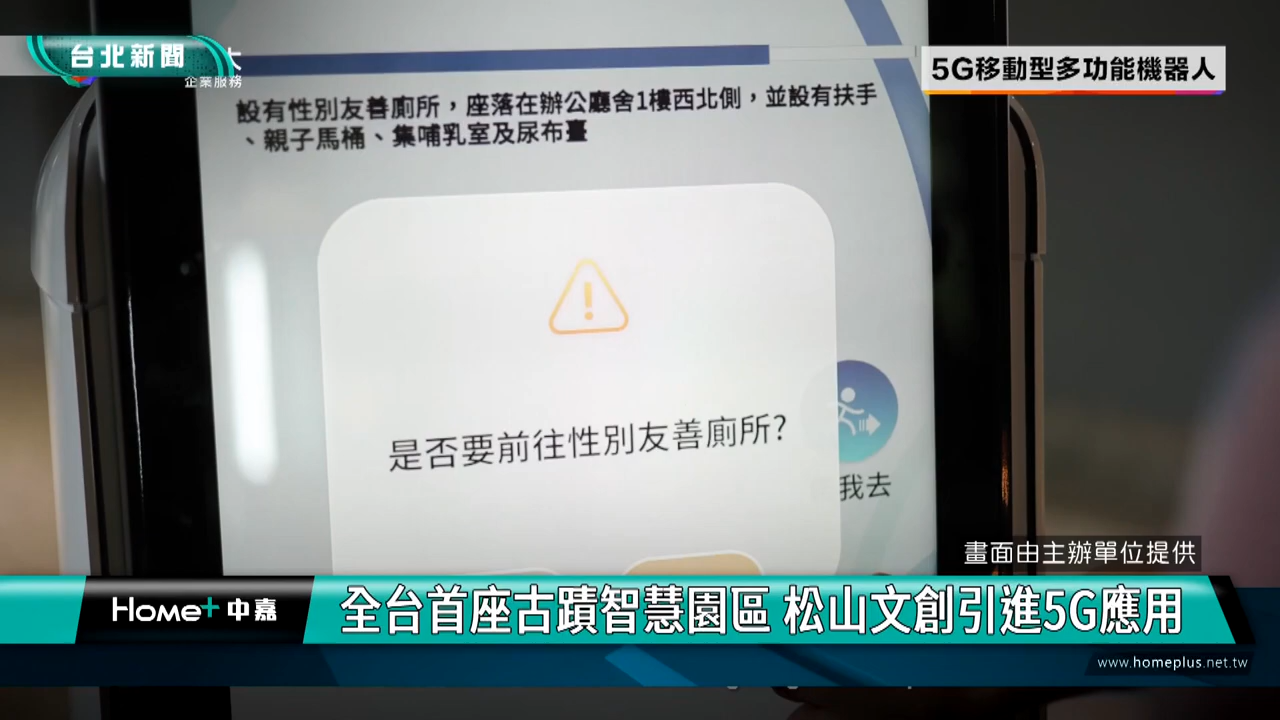 台北新聞
大
企業服務
5G移動型多功能機器人
設有性別友善廁所，座落在辦公廳舍1樓西北側，並設有扶手
、親子馬桶、集哺乳室及尿布臺
是否要前往性別友善廁所?
我去
畫面由主辦單位提供
Home+中嘉
全台首座古蹟智慧園區 松山文創引進5G應用
www.homeplus.net.tw